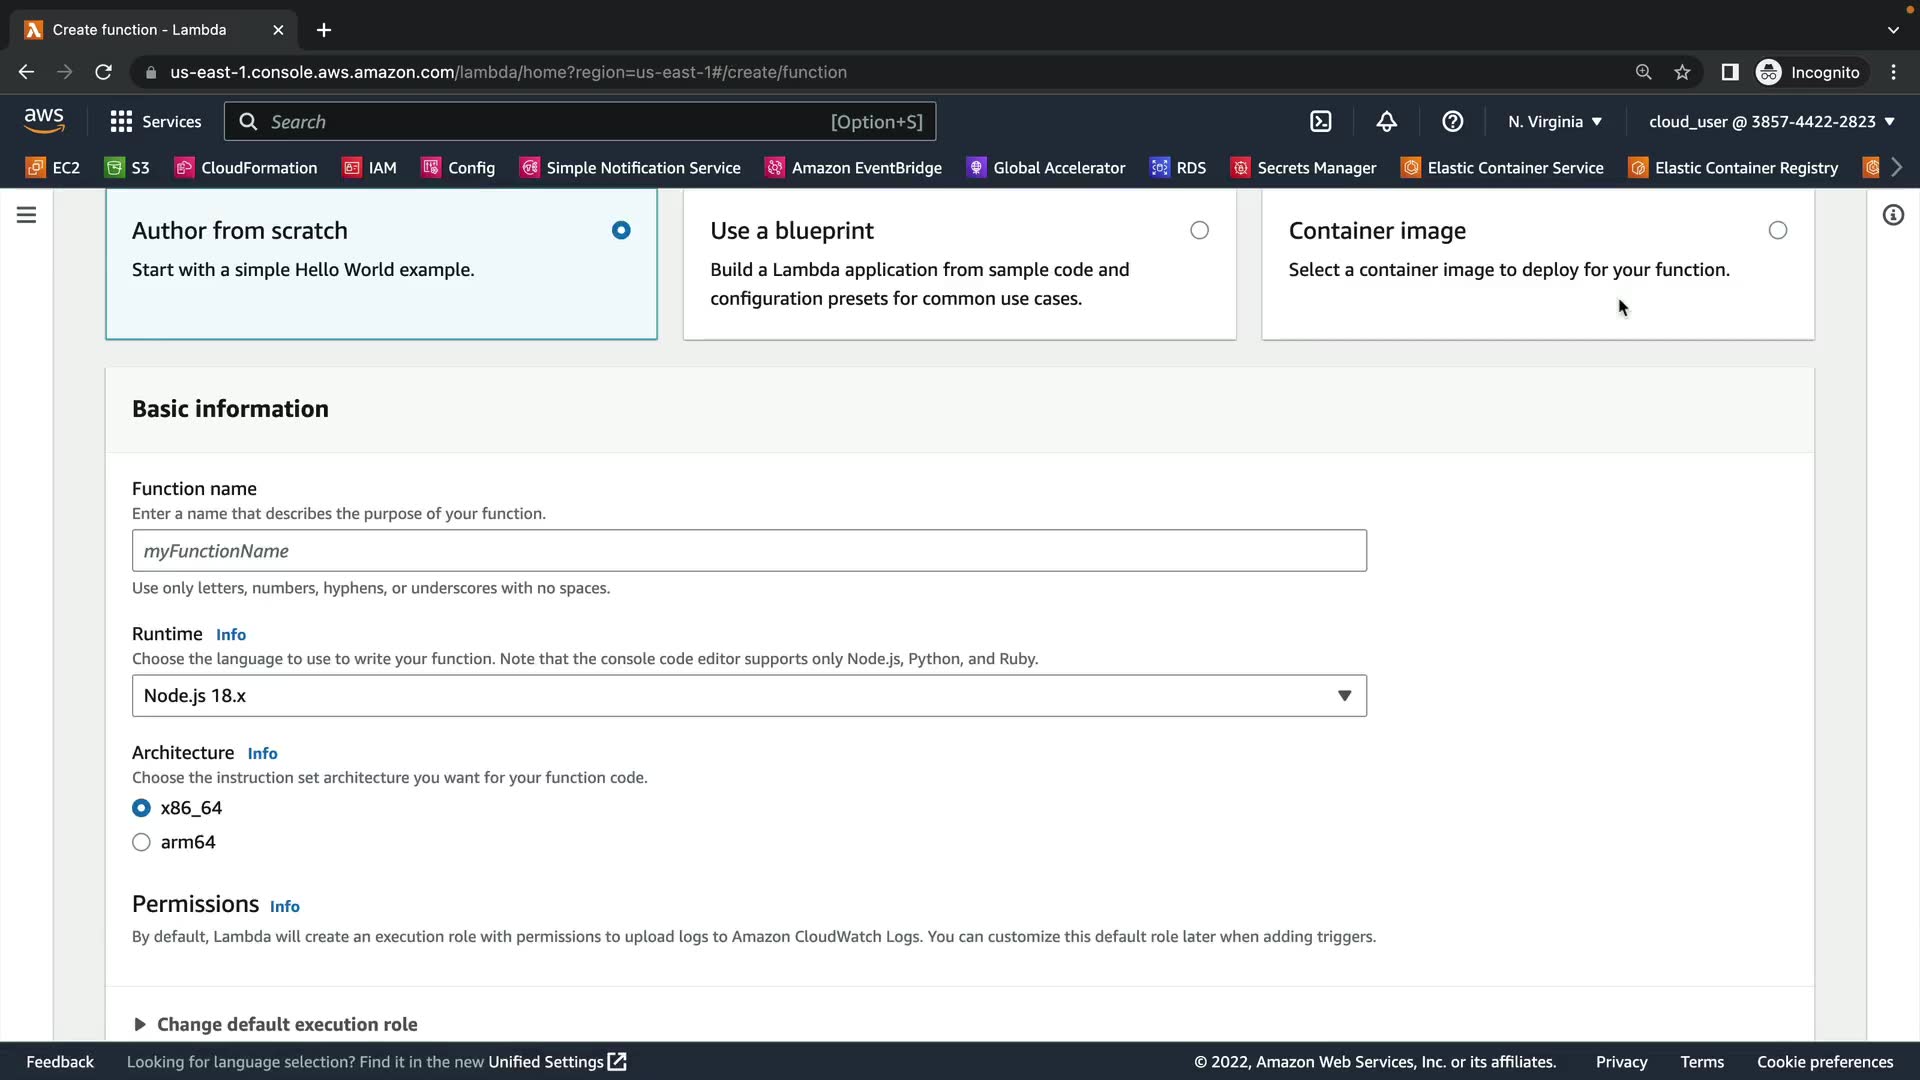 Create function - Lambda
us-east-1.console.aws.amazon.com/lambda/home?region=us-east-1#/create/function
Incognito
aws
Services
Search
[Option+S]
N. Virginia
cloud_user @ 3857-4422-2823
EC2
S3
CloudFormation
IAM
Config
Simple Notification Service
Amazon EventBridge
Global Accelerator
RDS
Secrets Manager
Elastic Container Service
Elastic Container Registry
Author from scratch
Start with a simple Hello World example.
Use a blueprint
Build a Lambda application from sample code and
configuration presets for common use cases.
Container image
Select a container image to deploy for your function.
Basic information
Function name
Enter a name that describes the purpose of your function.
myFunctionName
Use only letters, numbers, hyphens, or underscores with no spaces.
Runtime Info
Choose the language to use to write your function. Note that the console code editor supports only Node.js, Python, and Ruby.
Node.js 18.x
Architecture Info
Choose the instruction set architecture you want for your function code.
x86_64
arm64
Permissions Info
By default, Lambda will create an execution role with permissions to upload logs to Amazon CloudWatch Logs. You can customize this default role later when adding triggers.
Change default execution role
Feedback
Looking for language selection? Find it in the new Unified Settings
© 2022, Amazon Web Services, Inc. or its affiliates.
Privacy
Terms
Cookie preferences